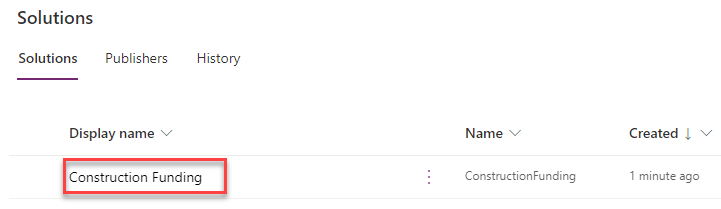 Solutions
Solutions Publishers History
Display name Name Created
Construction Funding ConstructionFunding 1 minute ago